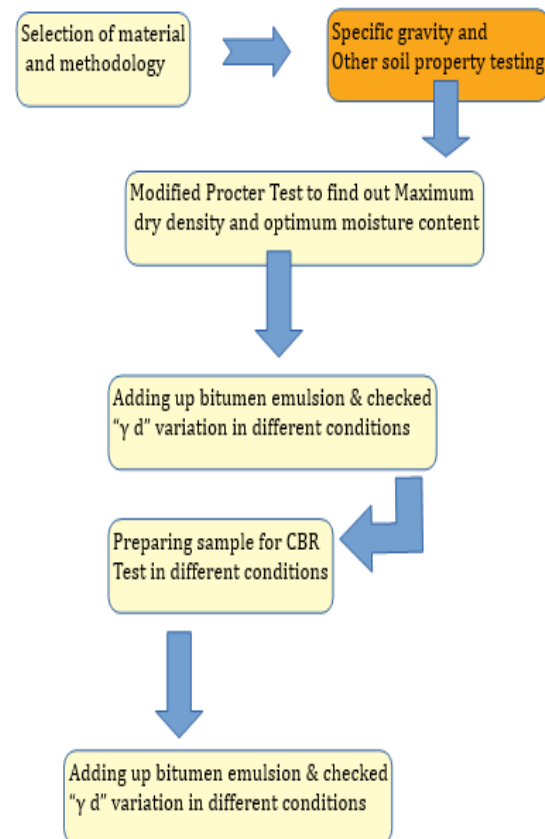 Selection of material
and methodology
Specific gravity and
Other soil property testing
Modified Procter Test to find out Maximum
dry density and optimum moisture content
Adding up bitumen emulsion & checked
“γ d” variation in different conditions
Preparing sample for CBR
Test in different conditions
Adding up bitumen emulsion & checked
“γ d” variation in different conditions